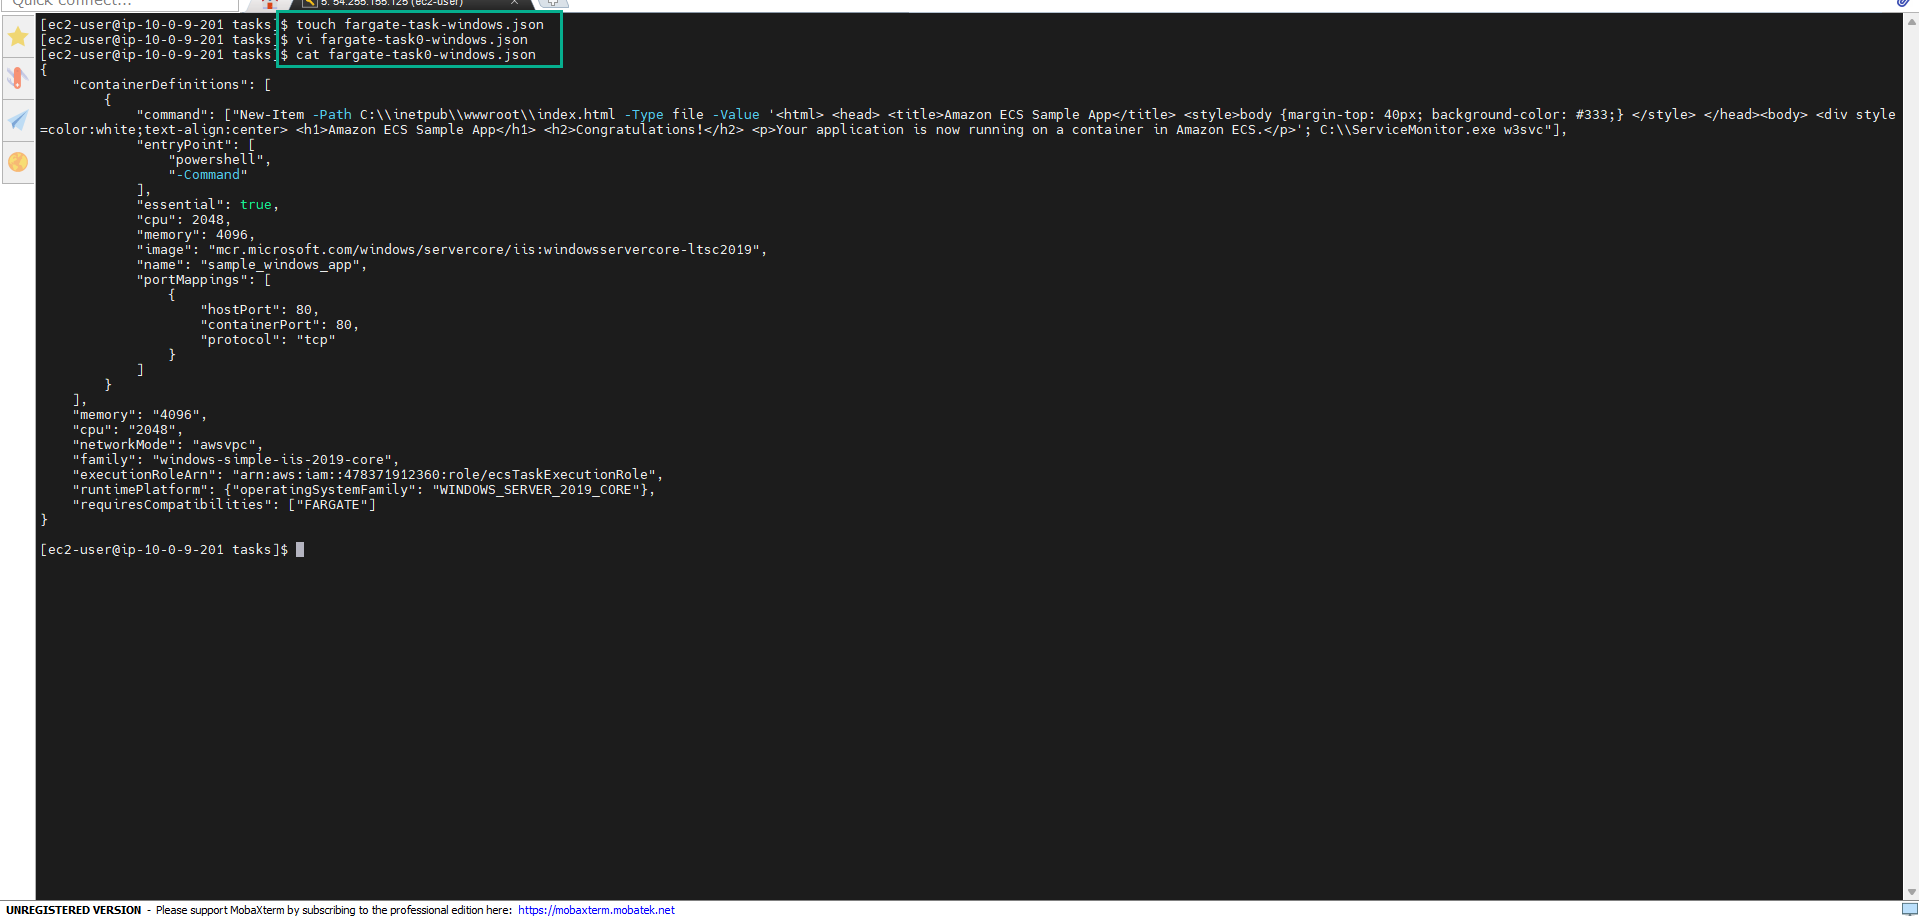 Quick connect...
5. 54.255.155.125 (ec2-user)
[ec2-user@ip-10-0-9-201 tasks]$ touch fargate-task-windows.json
[ec2-user@ip-10-0-9-201 tasks]$ vi fargate-task0-windows.json
[ec2-user@ip-10-0-9-201 tasks]$ cat fargate-task0-windows.json
{
    "containerDefinitions": [
        {
            "command": ["New-Item -Path C:\\inetpub\\wwwroot\\index.html -Type file -Value '<html> <head> <title>Amazon ECS Sample App</title> <style>body {margin-top: 40px; background-color: #333;} </style> </head><body> <div style
=color:white;text-align:center> <h1>Amazon ECS Sample App</h1> <h2>Congratulations!</h2> <p>Your application is now running on a container in Amazon ECS.</p>'; C:\\ServiceMonitor.exe w3svc"],
            "entryPoint": [
                "powershell",
                "-Command"
            ],
            "essential": true,
            "cpu": 2048,
            "memory": 4096,
            "image": "mcr.microsoft.com/windows/servercore/iis:windowsservercore-ltsc2019",
            "name": "sample_windows_app",
            "portMappings": [
                {
                    "hostPort": 80,
                    "containerPort": 80,
                    "protocol": "tcp"
                }
            ]
        }
    ],
    "memory": "4096",
    "cpu": "2048",
    "networkMode": "awsvpc",
    "family": "windows-simple-iis-2019-core",
    "executionRoleArn": "arn:aws:iam::478371912360:role/ecsTaskExecutionRole",
    "runtimePlatform": {"operatingSystemFamily": "WINDOWS_SERVER_2019_CORE"},
    "requiresCompatibilities": ["FARGATE"]
}
[ec2-user@ip-10-0-9-201 tasks]$
UNREGISTERED VERSION - Please support MobaXterm by subscribing to the professional edition here: https://mobaxterm.mobatek.net